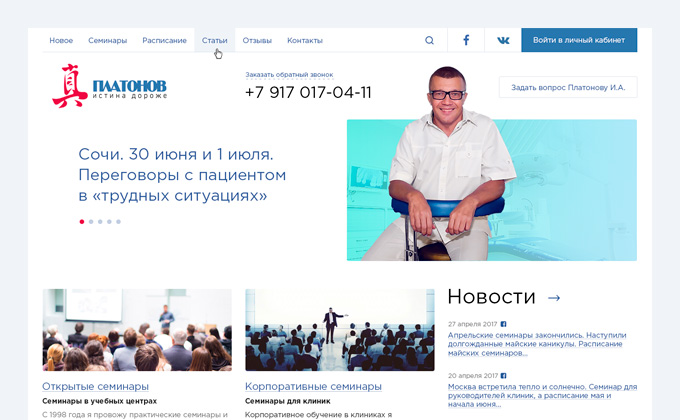 Новое Семинары Расписание Статьи Отзывы Контакты Войти в личный кабинет
真 ПЛАТОНОВ
истина дороже
Заказать обратный звонок
+7 917 017-04-11
Задать вопрос Платонову И.А.
Сочи. 30 июня и 1 июля.
Переговоры с пациентом
в «трудных ситуациях»
Открытые семинары
Семинары в учебных центрах
С 1998 года я провожу практические семинары и
Корпоративные семинары
Семинары для клиник
Корпоративное обучение в клиниках я
Новости →
27 апреля 2017
Апрельские семинары закончились. Наступили
долгожданные майские каникулы. Расписание
майских семинаров...
20 апреля 2017
Москва встретила тепло и солнечно. Семинар для
руководителей клиник, а расписание мая и
начала июня...